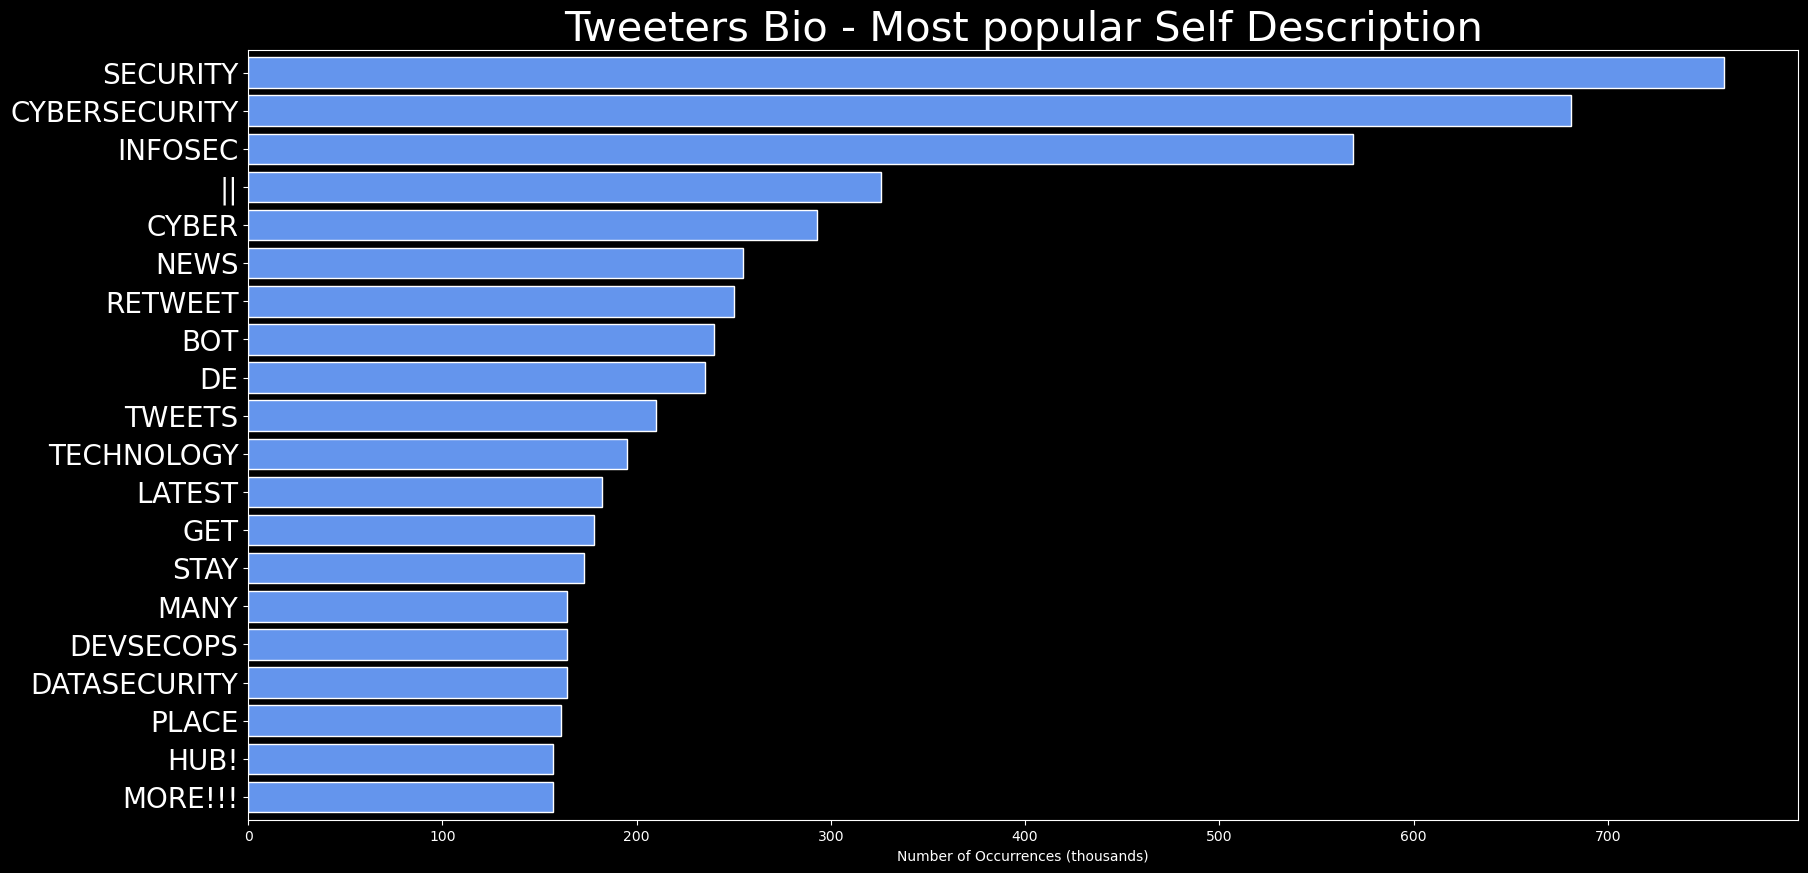 Tweeters Bio - Most popular Self Description
SECURITY
CYBERSECURITY
INFOSEC
||
CYBER
NEWS
RETWEET
BOT
DE
TWEETS
TECHNOLOGY
LATEST
GET
STAY
MANY
DEVSECOPS
DATASECURITY
PLACE
HUB!
MORE!!!
0 100 200 300 400 500 600 700
Number of Occurrences (thousands)